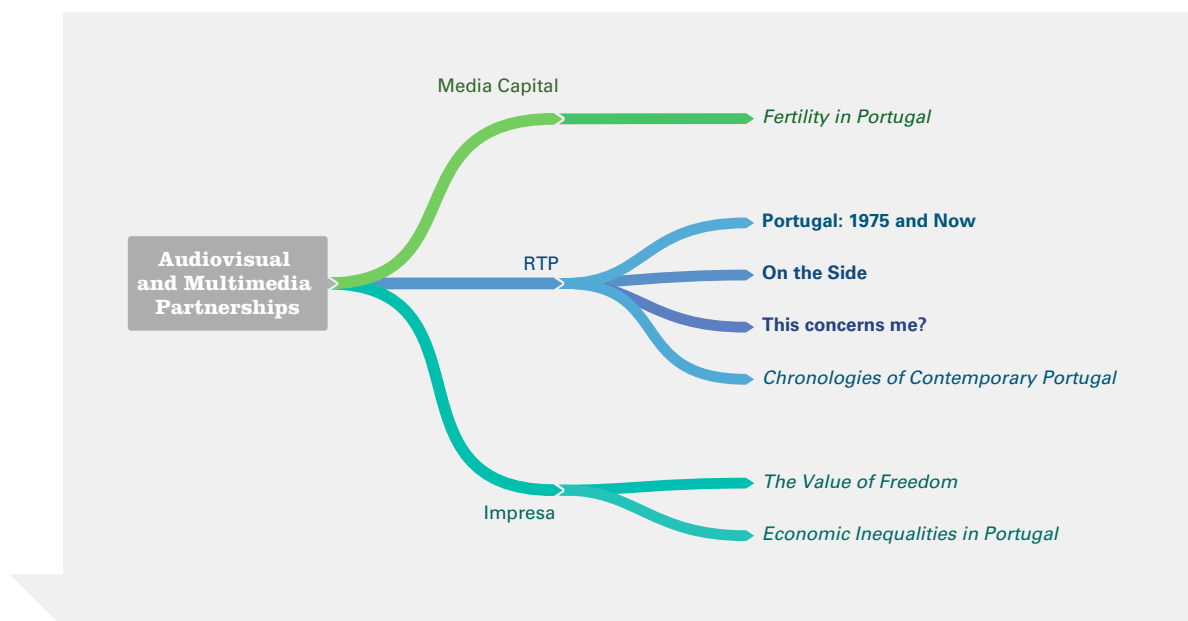 Media Capital
Fertility in Portugal
Audiovisual
and Multimedia
Partnerships
RTP
Portugal: 1975 and Now
On the Side
This concerns me?
Chronologies of Contemporary Portugal
Impresa
The Value of Freedom
Economic Inequalities in Portugal